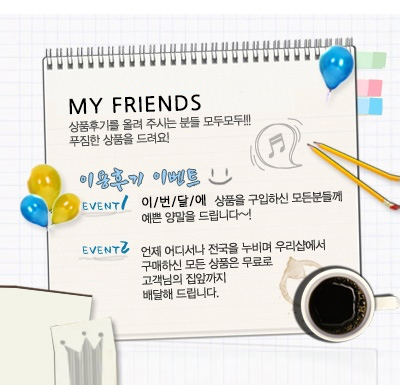 MY FRIENDS
상품후기를 올려 주시는 분들 모두모두!!!
푸짐한 상품을 드려요!
이용후기 이벤트
EVENT1 이/번/달/에 상품을 구입하신 모든분들께
예쁜 양말을 드립니다~!
EVENT2 언제 어디서나 전국을 누비며 우리샵에서
구매하신 모든 상품은 무료로
고객님의 집앞까지
배달해 드립니다.